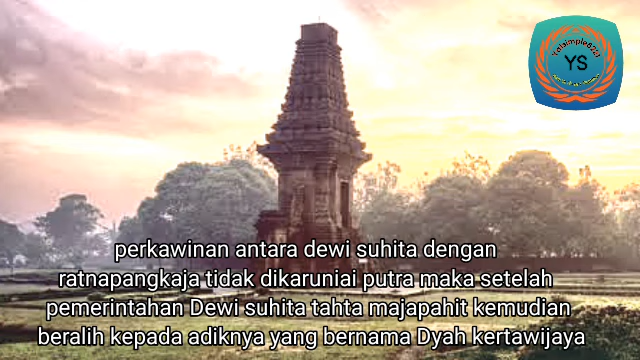 Yolsimple82id
YS
perkawinan antara dewi suhita dengan
ratnapangkaja tidak dikaruniai putra maka setelah
pemerintahan Dewi suhita tahta majapahit kemudian
beralih kepada adiknya yang bernama Dyah kertawijaya